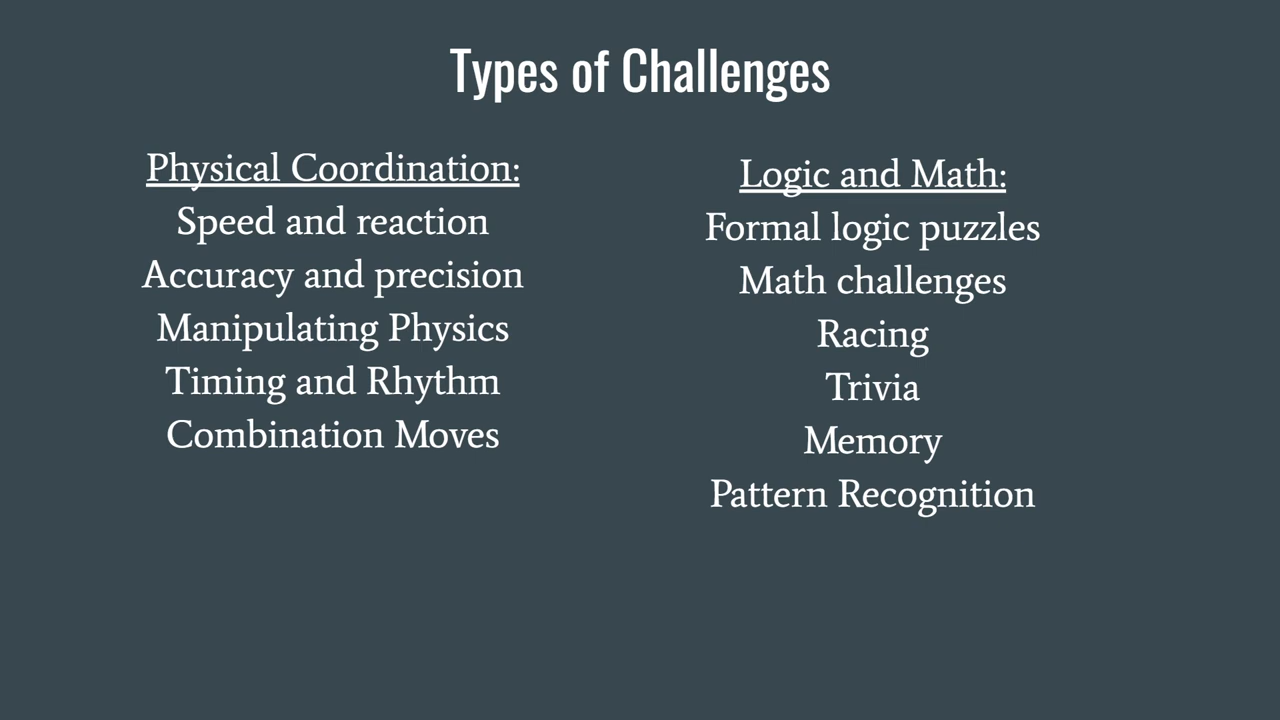 Types of Challenges
Physical Coordination:
Speed and reaction
Accuracy and precision
Manipulating Physics
Timing and Rhythm
Combination Moves
Logic and Math:
Formal logic puzzles
Math challenges
Racing
Trivia
Memory
Pattern Recognition